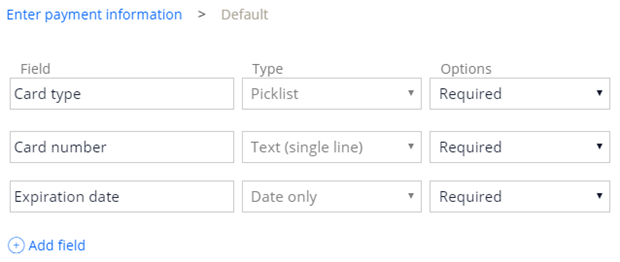 Enter payment information > Default
Field Type Options
Card type Picklist Required
Card number Text (single line) Required
Expiration date Date only Required
Add field